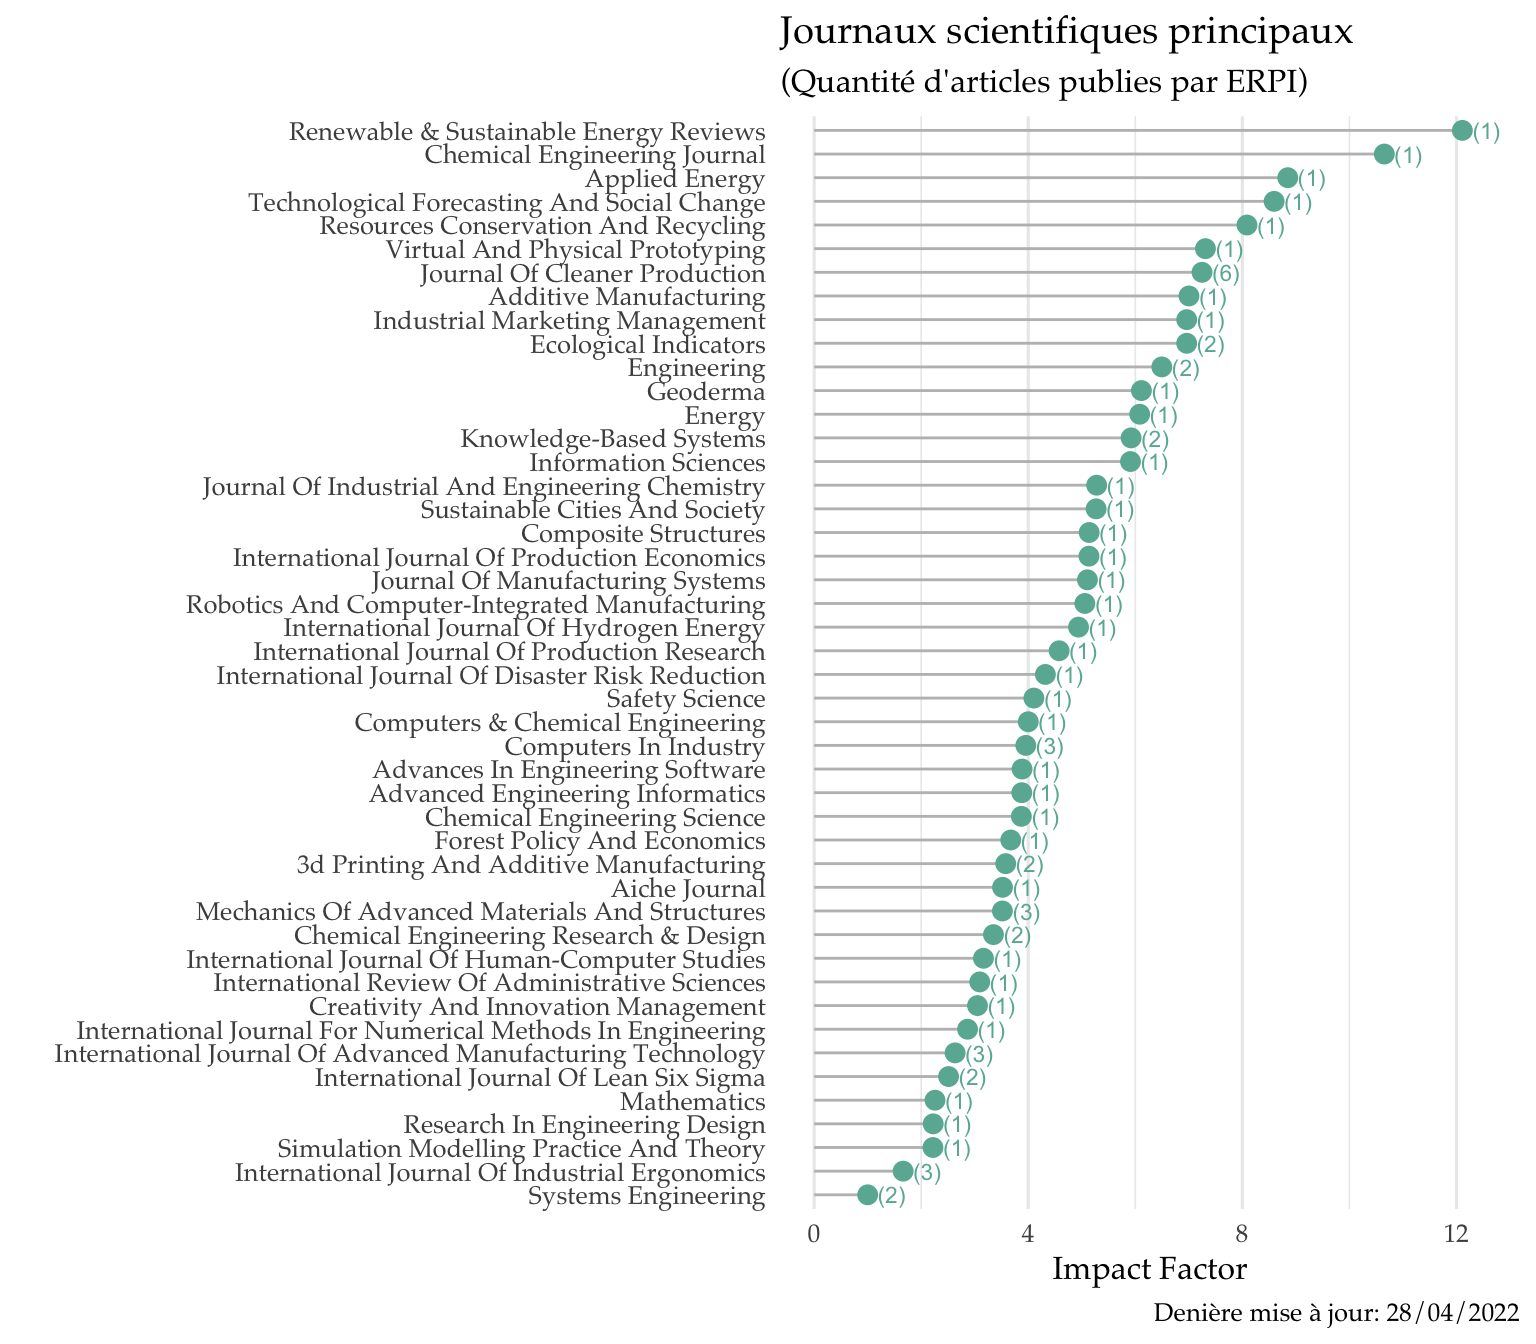 Journaux scientifiques principaux
(Quantité d'articles publies par ERPI)
Renewable & Sustainable Energy Reviews (1)
Chemical Engineering Journal (1)
Applied Energy (1)
Technological Forecasting And Social Change (1)
Resources Conservation And Recycling (1)
Virtual And Physical Prototyping (1)
Journal Of Cleaner Production (6)
Additive Manufacturing (1)
Industrial Marketing Management (1)
Ecological Indicators (2)
Engineering (2)
Geoderma (1)
Energy (1)
Knowledge-Based Systems (2)
Information Sciences (1)
Journal Of Industrial And Engineering Chemistry (1)
Sustainable Cities And Society (1)
Composite Structures (1)
International Journal Of Production Economics (1)
Journal Of Manufacturing Systems (1)
Robotics And Computer-Integrated Manufacturing (1)
International Journal Of Hydrogen Energy (1)
International Journal Of Production Research (1)
International Journal Of Disaster Risk Reduction (1)
Safety Science (1)
Computers & Chemical Engineering (1)
Computers In Industry (3)
Advances In Engineering Software (1)
Advanced Engineering Informatics (1)
Chemical Engineering Science (1)
Forest Policy And Economics (1)
3d Printing And Additive Manufacturing (2)
Aiche Journal (1)
Mechanics Of Advanced Materials And Structures (3)
Chemical Engineering Research & Design (2)
International Journal Of Human-Computer Studies (1)
International Review Of Administrative Sciences (1)
Creativity And Innovation Management (1)
International Journal For Numerical Methods In Engineering (1)
International Journal Of Advanced Manufacturing Technology (3)
International Journal Of Lean Six Sigma (2)
Mathematics (1)
Research In Engineering Design (1)
Simulation Modelling Practice And Theory (1)
International Journal Of Industrial Ergonomics (3)
Systems Engineering (2)
0 4 8 12
Impact Factor
Denière mise à jour: 28/04/2022